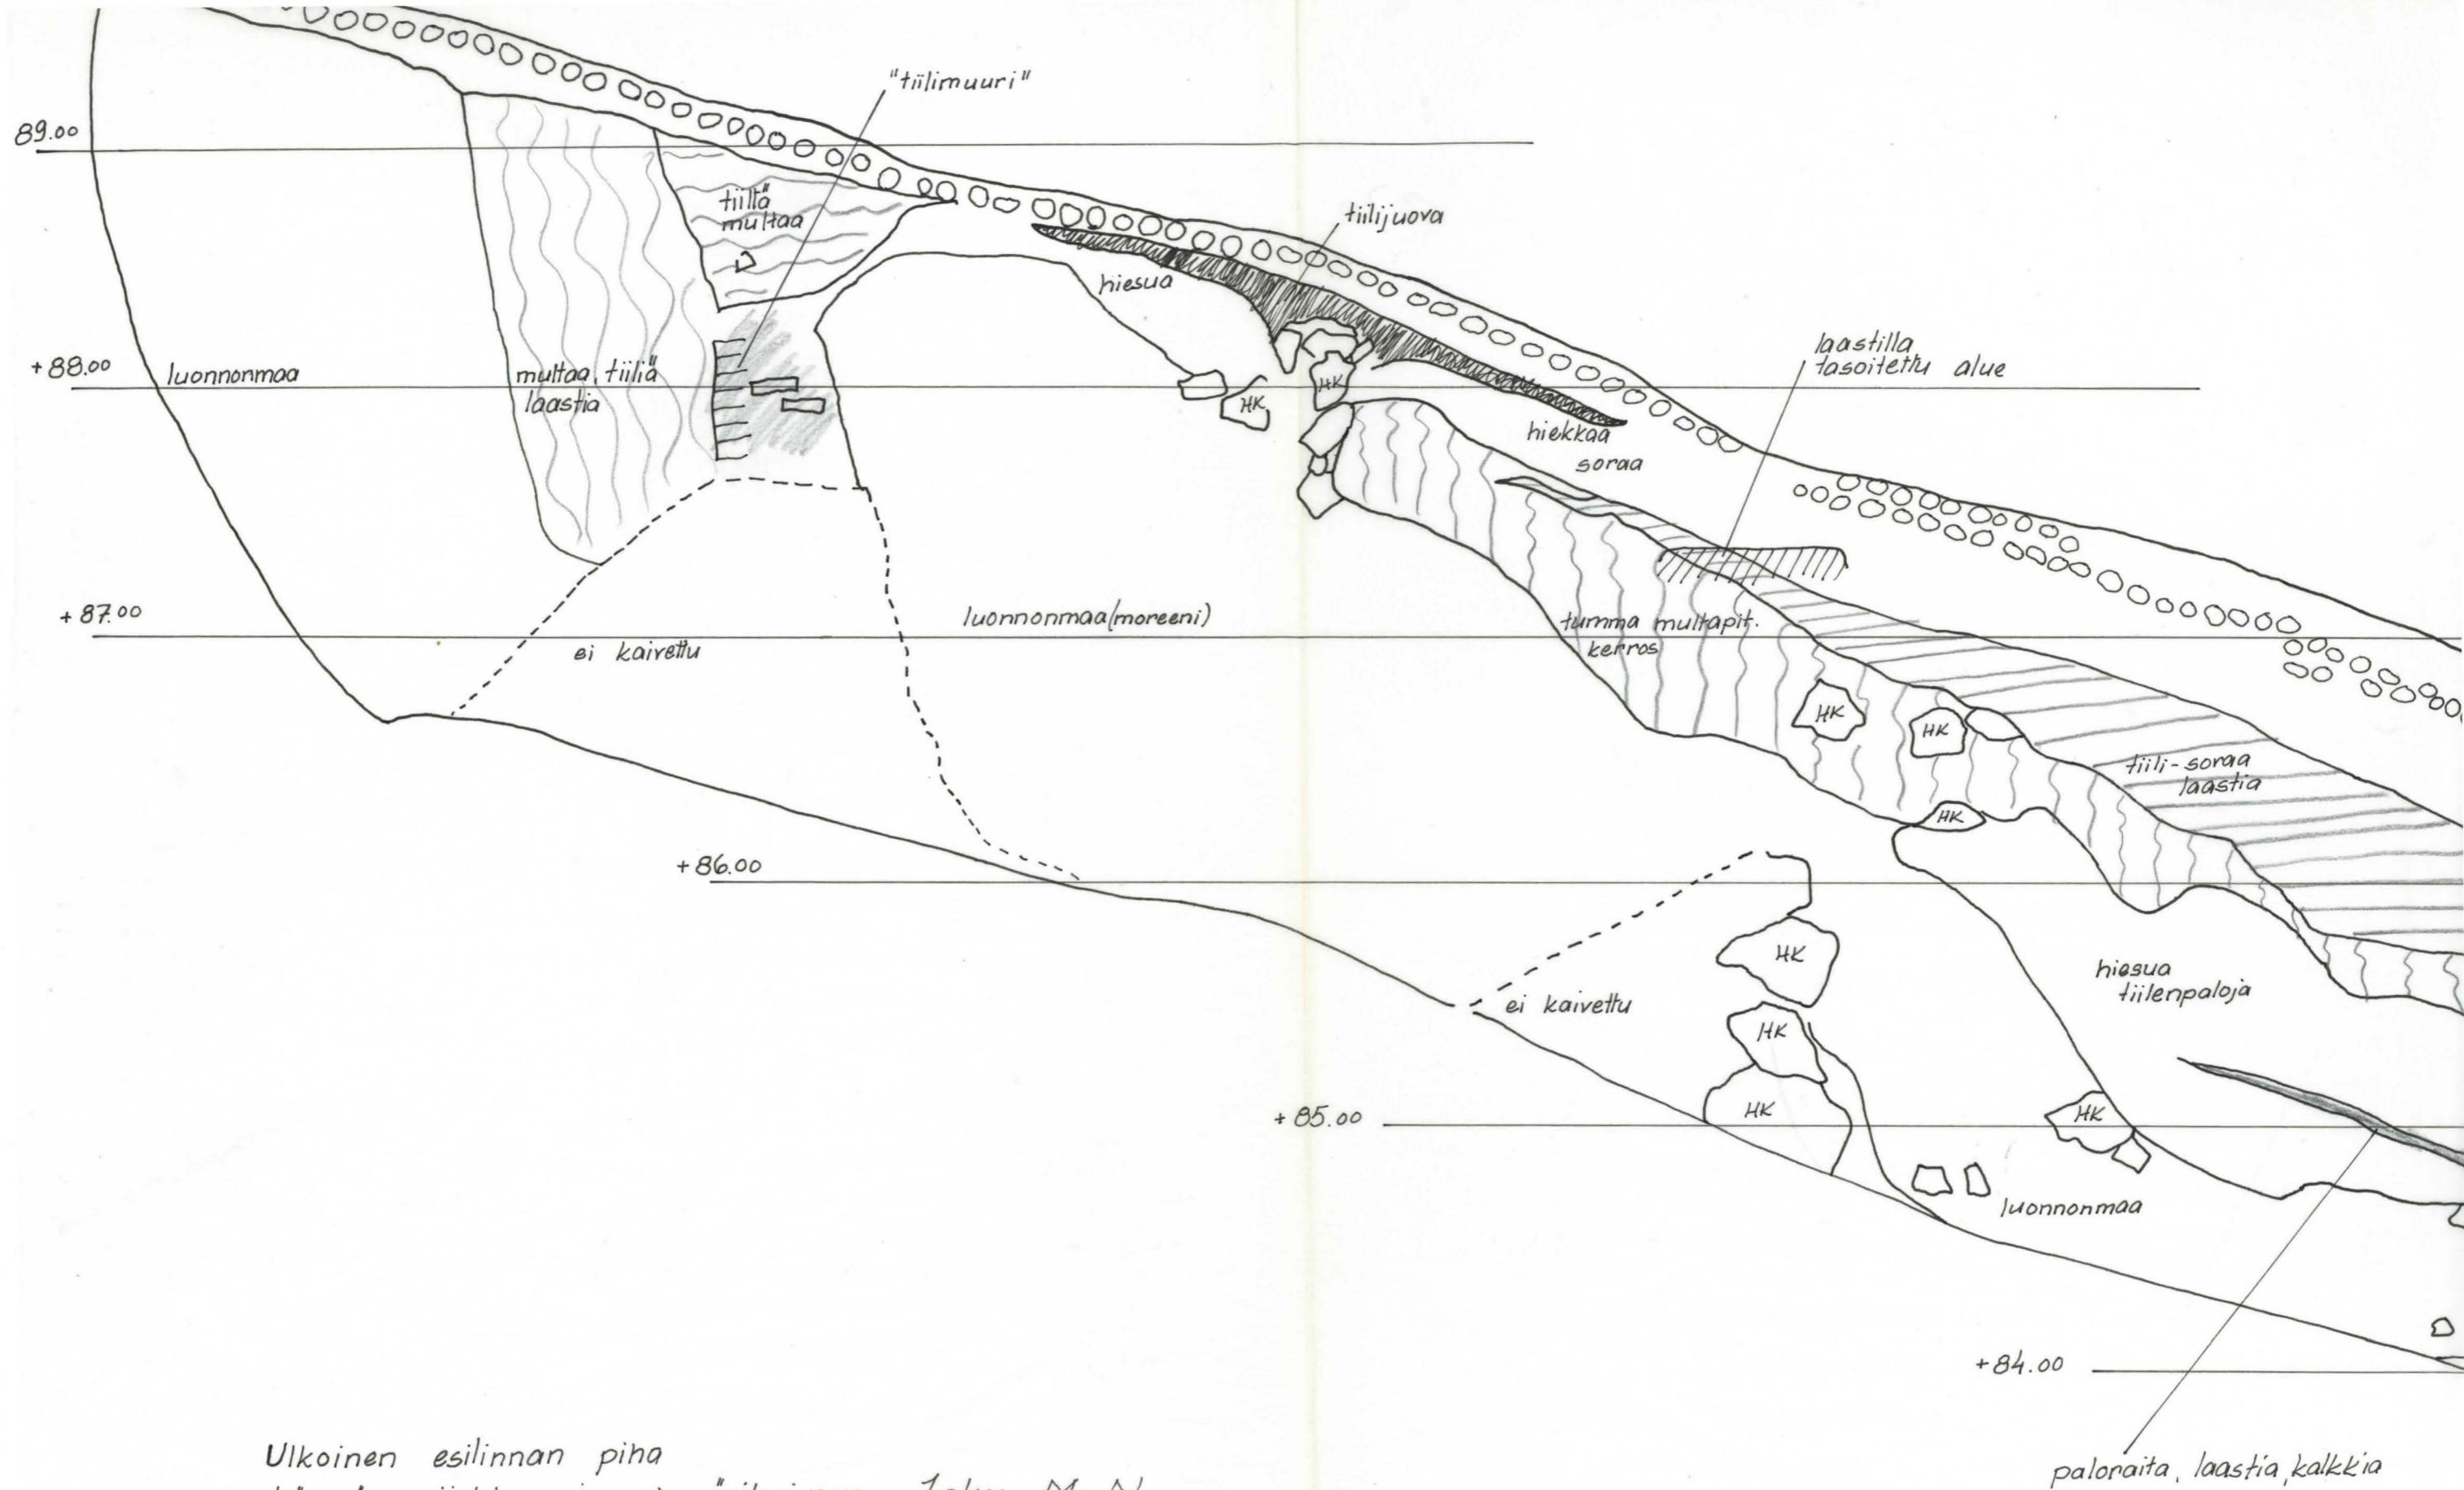 "tiilimuuri"
89.00
tiiltä
multaa
tiilijuova
hiesua
laastilla
tasoitettu alue
+88.00
luonnonmaa
multaa, tiiliä
laastia
HK
HK
hiekkaa
soraa
+87.00
luonnonmaa (moreeni)
tumma multapit.
kerros
ei kaivettu
HK
HK
tiili-soraa
laastia
HK
+86.00
HK
hiesua
tiilenpaloja
ei kaivettu
HK
HK
HK
+85.00
luonnonmaa
+84.00
Ulkoinen esilinnan piha
paloraita, laastia, kalkkia